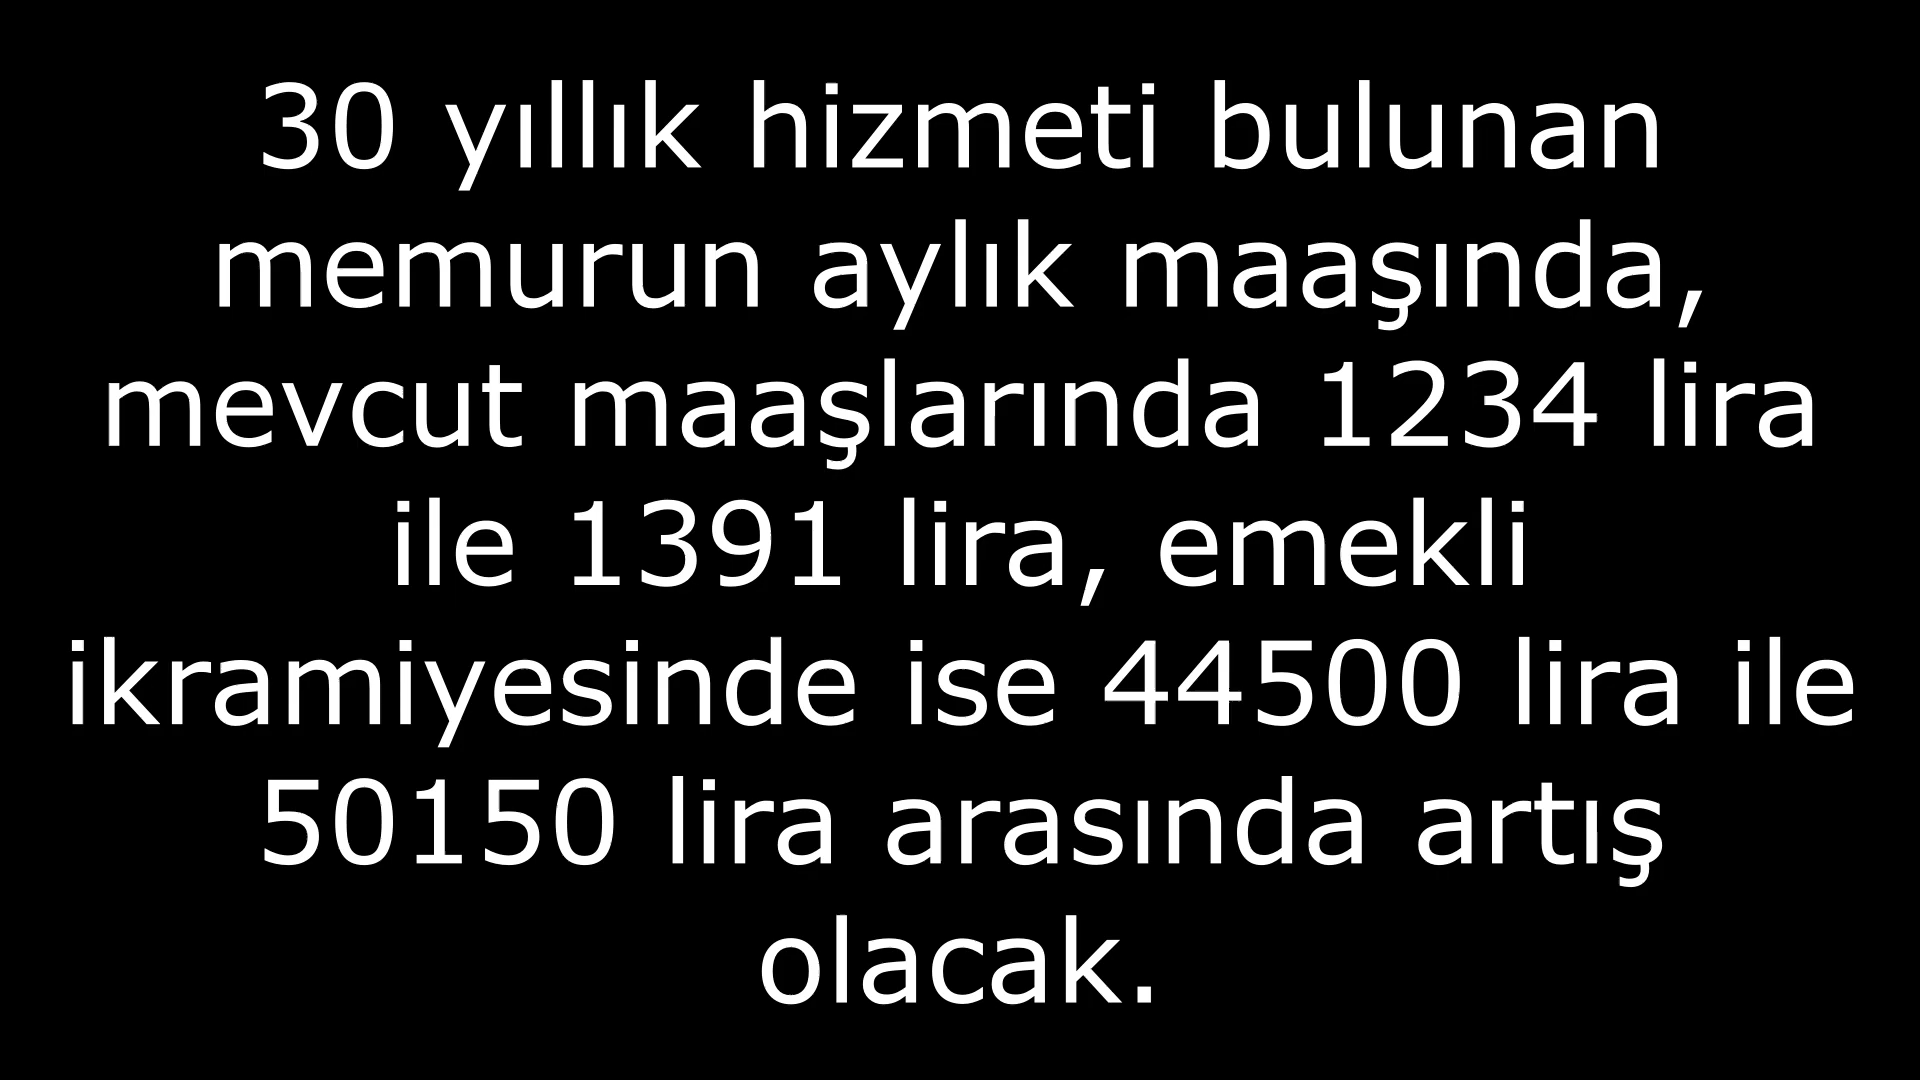 30 yıllık hizmeti bulunan
memurun aylık maaşında,
mevcut maaşlarında 1234 lira
ile 1391 lira, emekli
ikramiyesinde ise 44500 lira ile
50150 lira arasında artış
olacak.